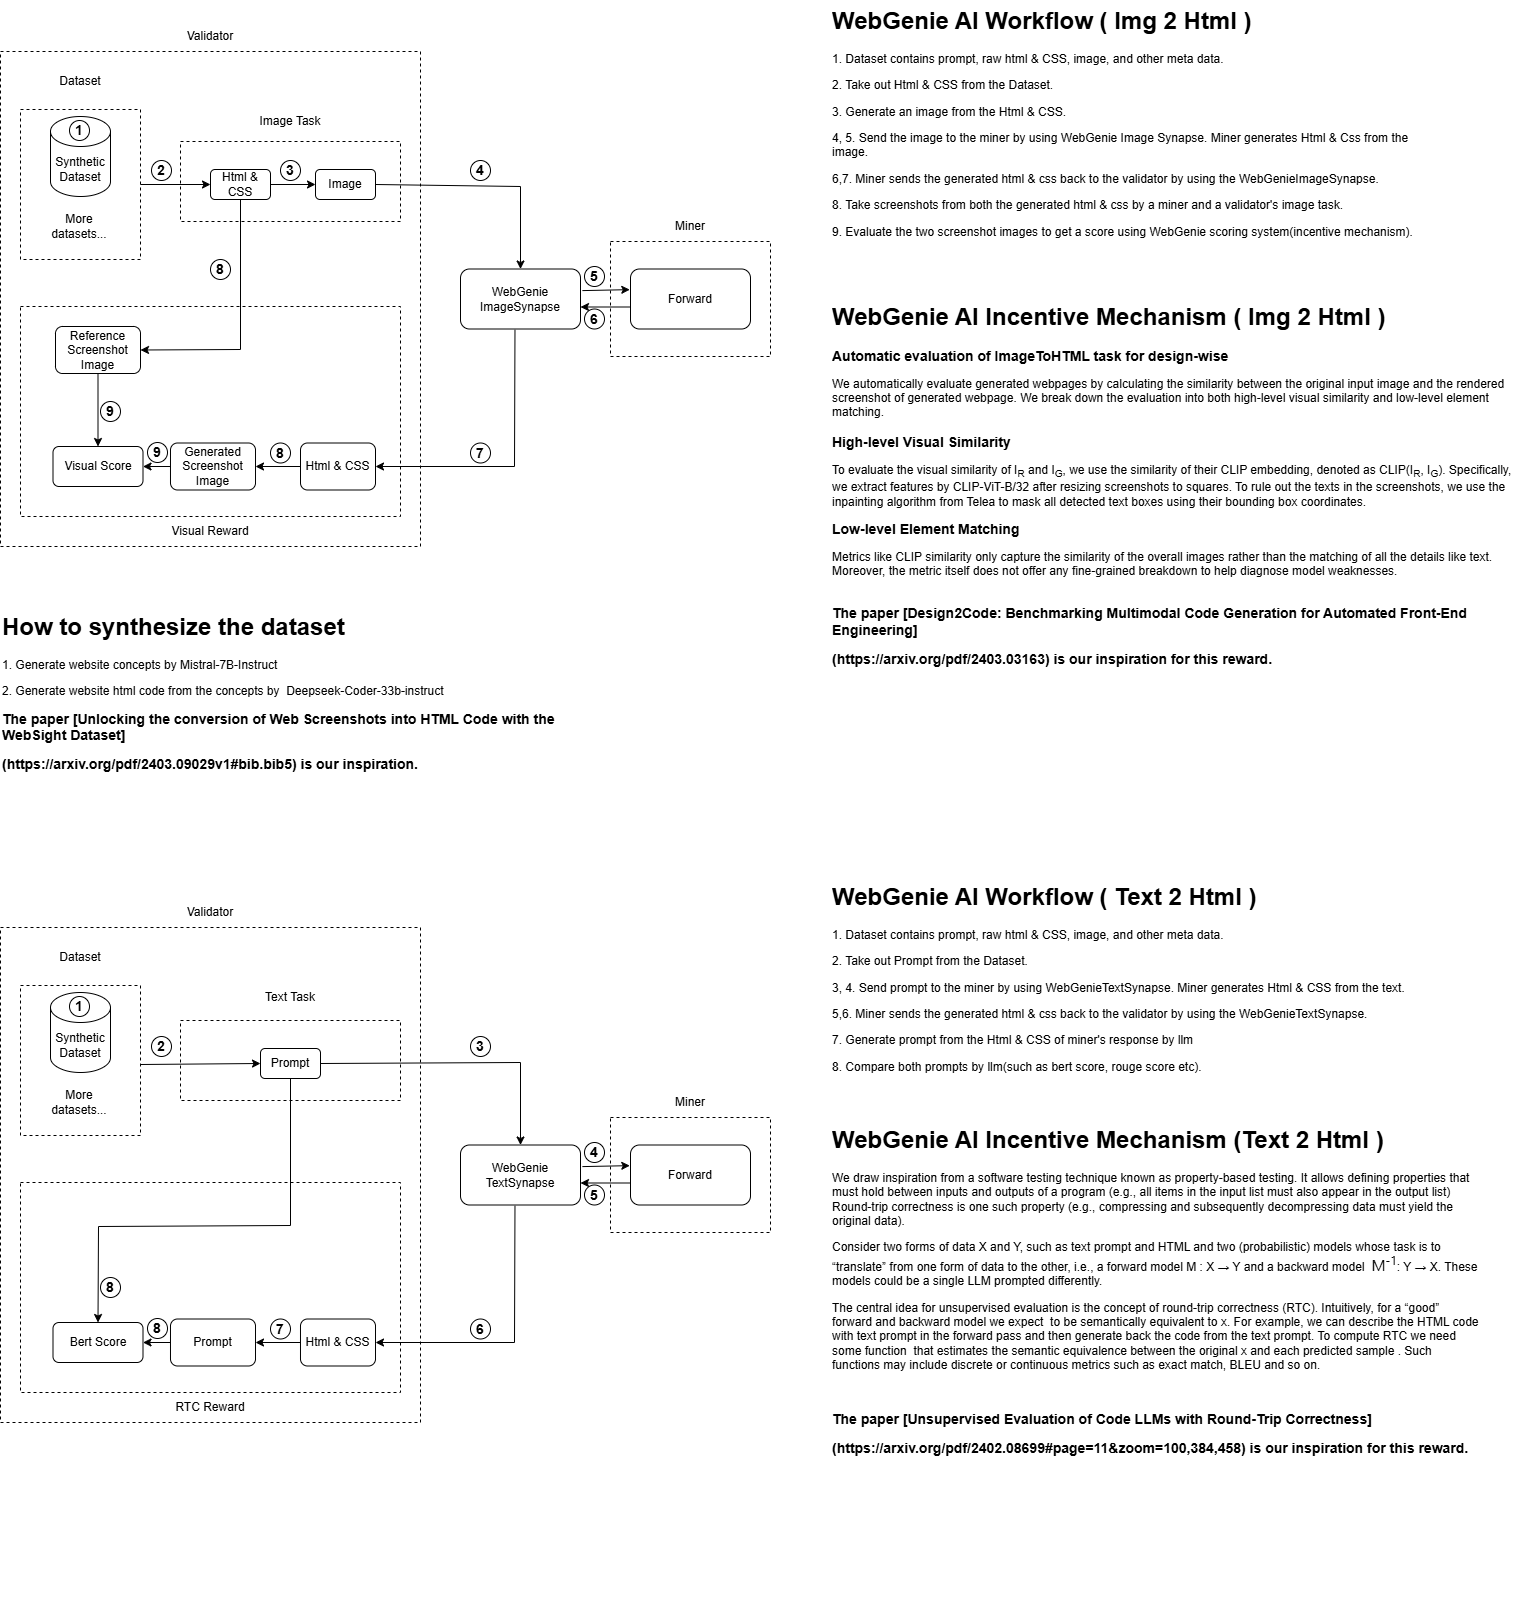 Validator
Dataset
1
Synthetic
Dataset
More
datasets...
2
Image Task
Html &
CSS
3
Image
4
8
WebGenie
ImageSynapse
Miner
5
Forward
6
Reference
Screenshot
Image
9
Visual Score
9
Generated
Screenshot
Image
8
Html & CSS
7
Visual Reward
WebGenie AI Workflow ( Img 2 Html )
1. Dataset contains prompt, raw html & CSS, image, and other meta data.
2. Take out Html & CSS from the Dataset.
3. Generate an image from the Html & CSS.
4, 5. Send the image to the miner by using WebGenie Image Synapse. Miner generates Html & Css from the
image.
6,7. Miner sends the generated html & css back to the validator by using the WebGenieImageSynapse.
8. Take screenshots from both the generated html & css by a miner and a validator's image task.
9. Evaluate the two screenshot images to get a score using WebGenie scoring system(incentive mechanism).
WebGenie AI Incentive Mechanism ( Img 2 Html )
Automatic evaluation of ImageToHTML task for design-wise
We automatically evaluate generated webpages by calculating the similarity between the original input image and the rendered
screenshot of generated webpage. We break down the evaluation into both high-level visual similarity and low-level element
matching.
High-level Visual Similarity
To evaluate the visual similarity of IR and IG, we use the similarity of their CLIP embedding, denoted as CLIP(IR, IG). Specifically,
we extract features by CLIP-ViT-B/32 after resizing screenshots to squares. To rule out the texts in the screenshots, we use the
inpainting algorithm from Telea to mask all detected text boxes using their bounding box coordinates.
Low-level Element Matching
Metrics like CLIP similarity only capture the similarity of the overall images rather than the matching of all the details like text.
Moreover, the metric itself does not offer any fine-grained breakdown to help diagnose model weaknesses.
The paper [Design2Code: Benchmarking Multimodal Code Generation for Automated Front-End
Engineering]
(https://arxiv.org/pdf/2403.03163) is our inspiration for this reward.
How to synthesize the dataset
1. Generate website concepts by Mistral-7B-Instruct
2. Generate website html code from the concepts by  Deepseek-Coder-33b-instruct
The paper [Unlocking the conversion of Web Screenshots into HTML Code with the
WebSight Dataset]
(https://arxiv.org/pdf/2403.09029v1#bib.bib5) is our inspiration.
Validator
Dataset
1
Synthetic
Dataset
More
datasets...
2
Text Task
Prompt
3
WebGenie
TextSynapse
Miner
4
Forward
5
8
Bert Score
8
Prompt
7
Html & CSS
6
RTC Reward
WebGenie AI Workflow ( Text 2 Html )
1. Dataset contains prompt, raw html & CSS, image, and other meta data.
2. Take out Prompt from the Dataset.
3, 4. Send prompt to the miner by using WebGenieTextSynapse. Miner generates Html & CSS from the text.
5,6. Miner sends the generated html & css back to the validator by using the WebGenieTextSynapse.
7. Generate prompt from the Html & CSS of miner's response by llm
8. Compare both prompts by llm(such as bert score, rouge score etc).
WebGenie AI Incentive Mechanism (Text 2 Html )
We draw inspiration from a software testing technique known as property-based testing. It allows defining properties that
must hold between inputs and outputs of a program (e.g., all items in the input list must also appear in the output list)
Round-trip correctness is one such property (e.g., compressing and subsequently decompressing data must yield the
original data).
Consider two forms of data X and Y, such as text prompt and HTML and two (probabilistic) models whose task is to
“translate” from one form of data to the other, i.e., a forward model M : X → Y and a backward model  M-1: Y → X. These
models could be a single LLM prompted differently.
The central idea for unsupervised evaluation is the concept of round-trip correctness (RTC). Intuitively, for a “good”
forward and backward model we expect  to be semantically equivalent to x. For example, we can describe the HTML code
with text prompt in the forward pass and then generate back the code from the text prompt. To compute RTC we need
some function  that estimates the semantic equivalence between the original x and each predicted sample . Such
functions may include discrete or continuous metrics such as exact match, BLEU and so on.
The paper [Unsupervised Evaluation of Code LLMs with Round-Trip Correctness]
(https://arxiv.org/pdf/2402.08699#page=11&zoom=100,384,458) is our inspiration for this reward.